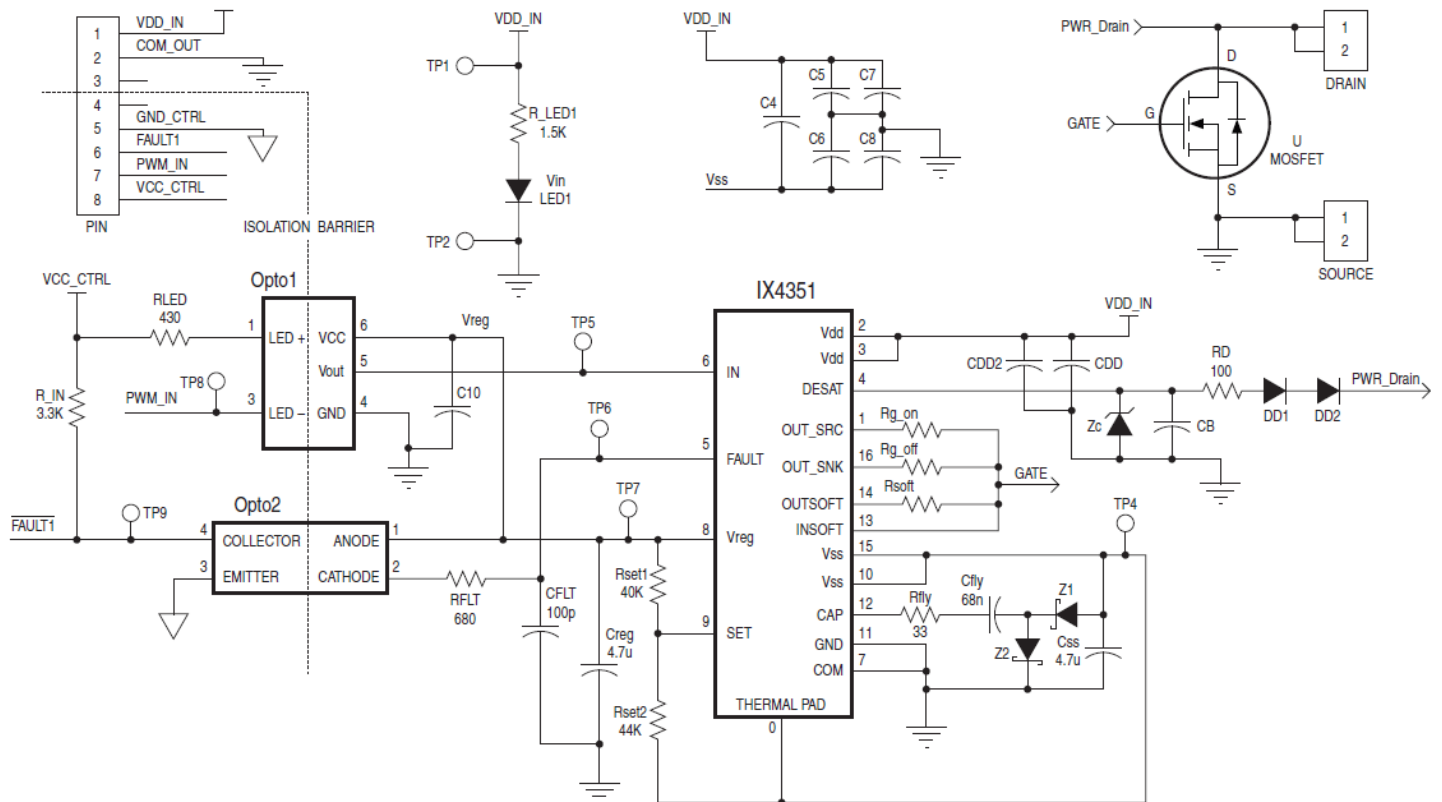 1 VDD_IN
2 COM_OUT
3
4
5 GND_CTRL
6 FAULT1
7 PWM_IN
8 VCC_CTRL
PIN
ISOLATION BARRIER
VDD_IN
TP1
R_LED1
1.5K
Vin
LED1
TP2
VDD_IN
C5
C7
C4
C6
C8
Vss
PWR_Drain
D
G
GATE
S
U
MOSFET
1
2
DRAIN
1
2
SOURCE
VCC_CTRL
RLED
430
R_IN
3.3K
TP8
PWM_IN
Opto1
1 LED +
3 LED –
VCC 6
Vout 5
GND 4
Vreg
C10
TP5
TP6
TP7
FAULT1
TP9
Opto2
4 COLLECTOR
3 EMITTER
ANODE 1
CATHODE 2
RFLT
680
CFLT
100p
Creg
4.7u
Rset1
40K
Rset2
44K
IX4351
6 IN
5 FAULT
8 Vreg
9 SET
Vdd 2
Vdd 3
DESAT 4
OUT_SRC 1
OUT_SNK 16
OUTSOFT 14
INSOFT 13
Vss 15
Vss 10
CAP 12
GND 11
COM 7
THERMAL PAD
0
VDD_IN
CDD2
CDD
RD
100
DD1
DD2
PWR_Drain
Zc
CB
Rg_on
Rg_off
Rsoft
GATE
TP4
Rfly
33
Cfly
68n
Z1
Z2
Css
4.7u